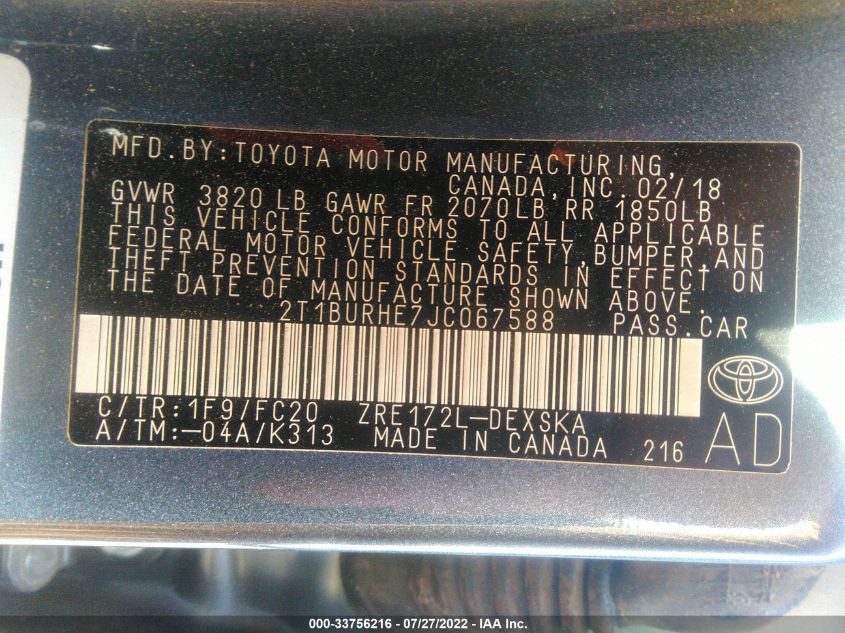 MFD.BY:TOYOTA MOTOR MANUFACTURING,
CANADA,INC.02/18
GVWR 3820 LB GAWR FR 2070LB RR 1850LB
THIS VEHICLE CONFORMS TO ALL APPLICABLE
FEDERAL MOTOR VEHICLE SAFETY,BUMPER,AND
THEFT PREVENTION STANDARDS IN EFFECT ON
THE DATE OF MANUFACTURE SHOWN ABOVE.
2T1BURHE7JC067588 PASS.CAR
C/TR:1F9/FC20 ZRE172L-DEXSKA
A/TM:-04A/K313 MADE IN CANADA 216 AD
000-33756216 - 07/27/2022 - IAA Inc.